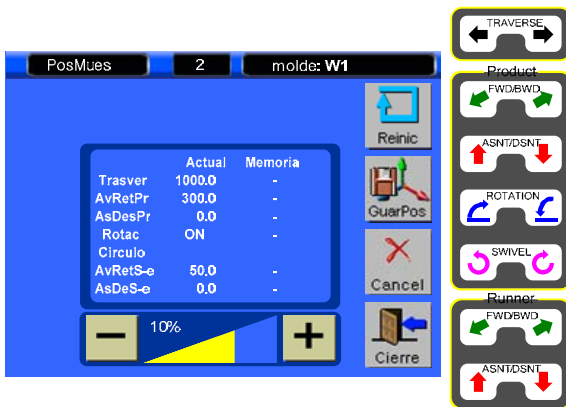 PosMues 2 molde: W1
Actual Memoria
Trasver 1000.0 -
AvRetPr 300.0 -
AsDesPr 0.0 -
Rotac ON -
Circulo
AvRetS-e 50.0 -
AsDeS-e 0.0 -
10%
Reinic
GuarPos
Cancel
Cierre
TRAVERSE
Product
FWD/BWD
ASNT/DSNT
ROTATION
SWIVEL
Runner
FWD/BWD
ASNT/DSNT